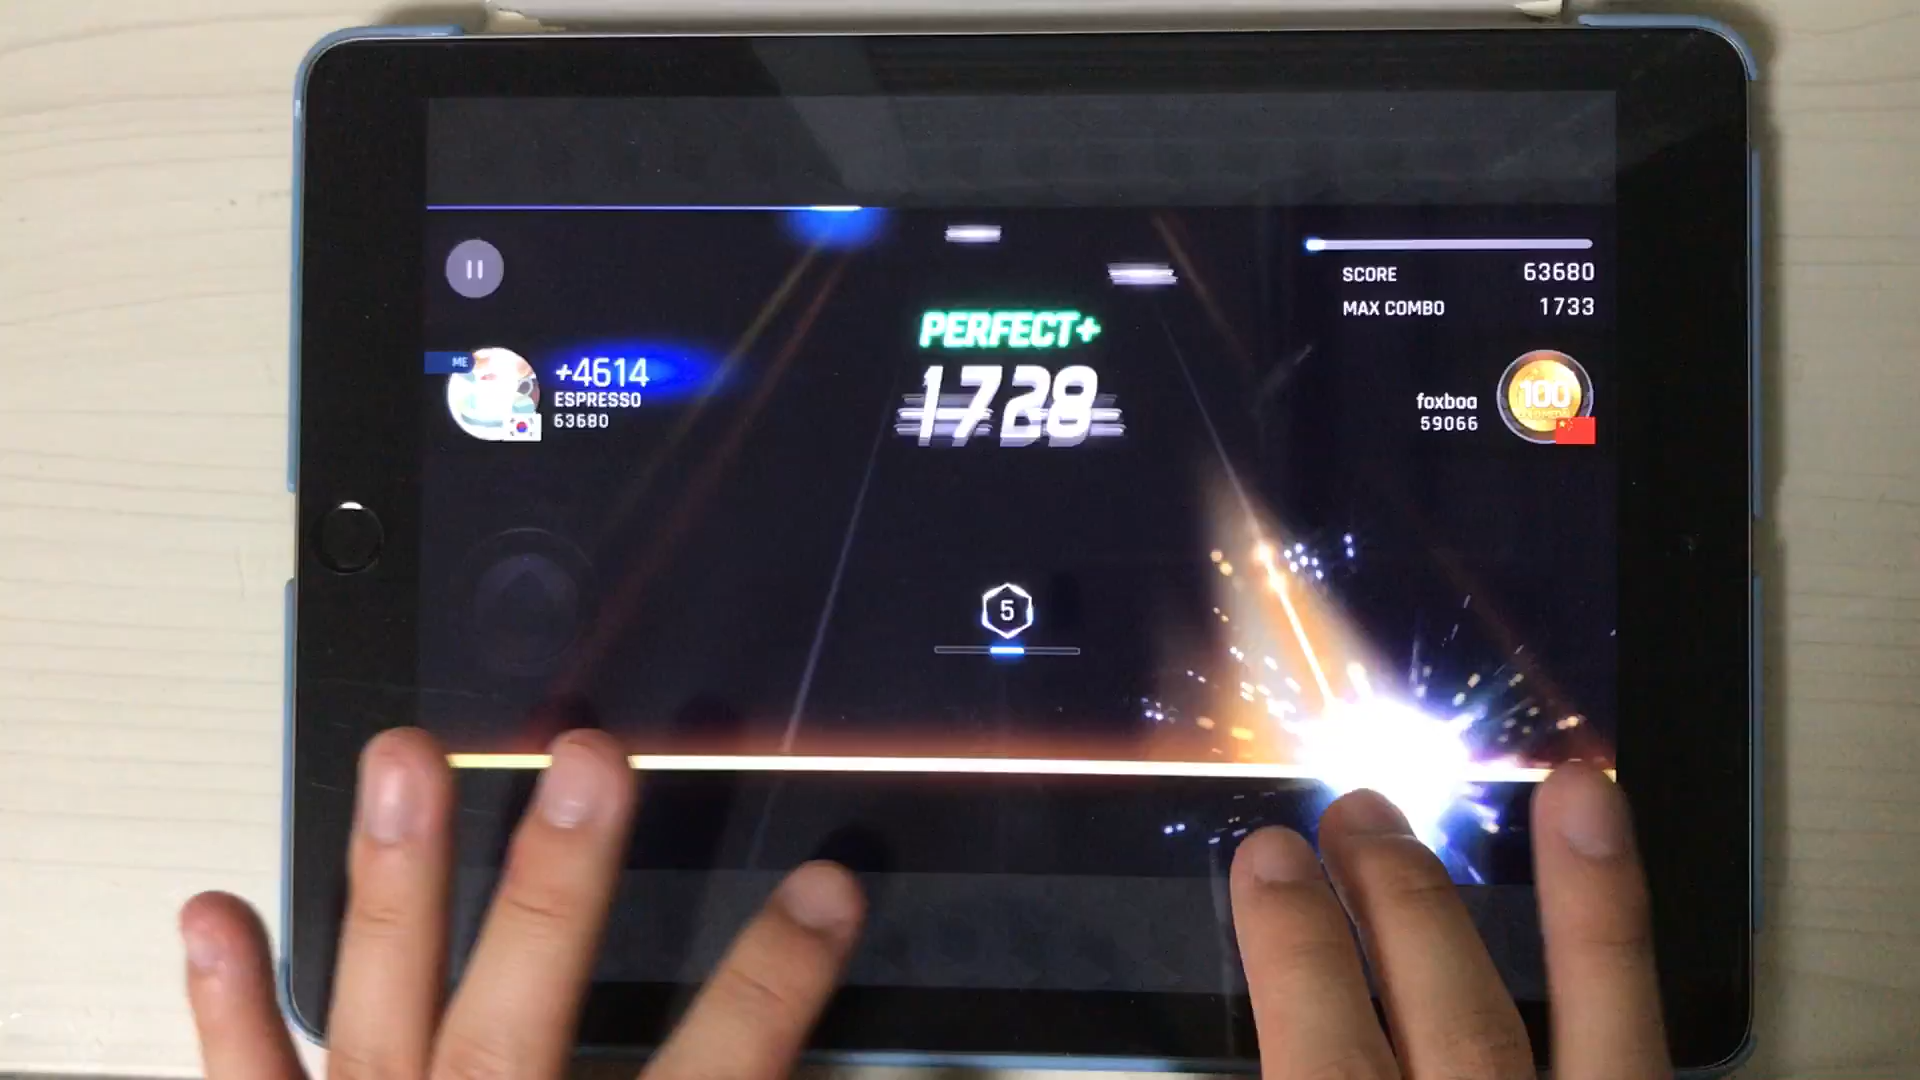 SCORE 63680
MAX COMBO 1733
PERFECT+
1728
ME
+4614
ESPRESSO
63680
foxboa
59066
100
5